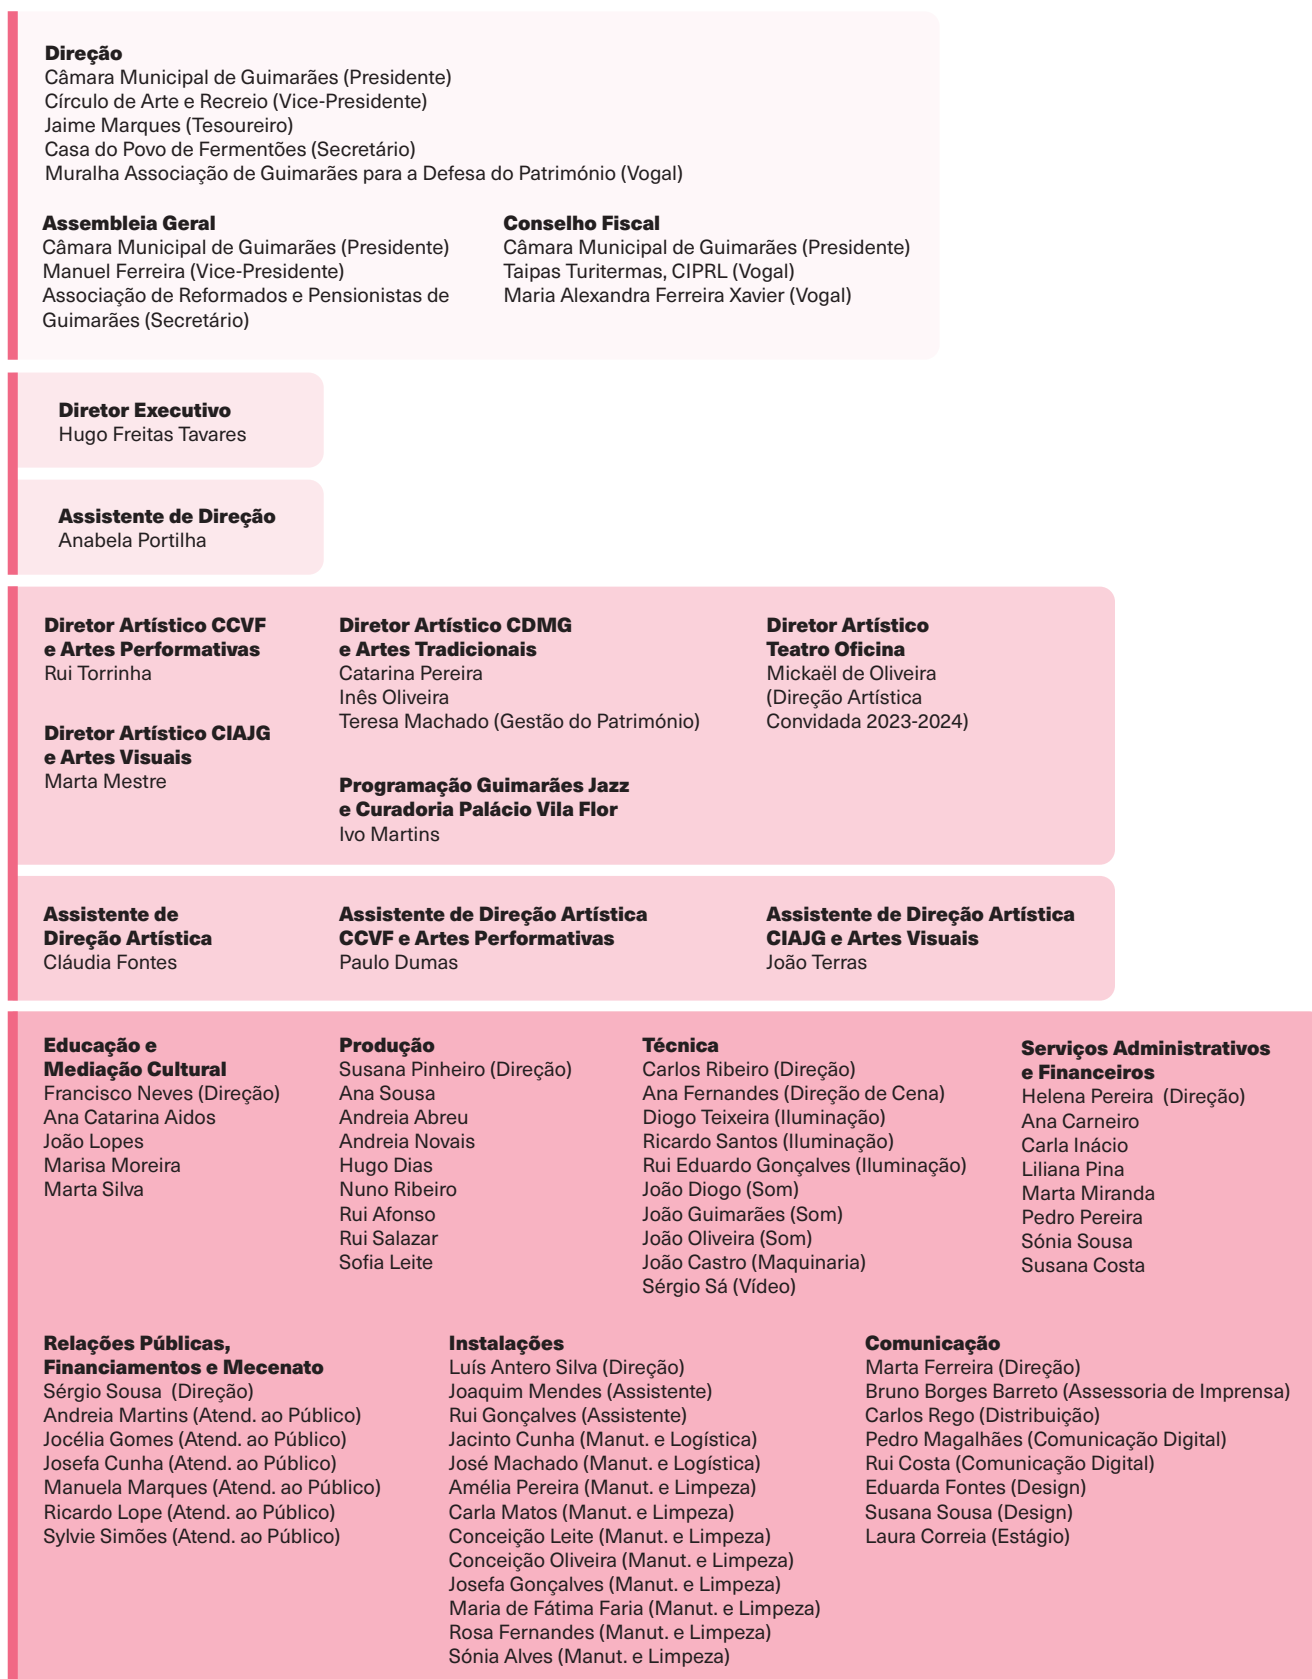 Direção
Câmara Municipal de Guimarães (Presidente)
Círculo de Arte e Recreio (Vice-Presidente)
Jaime Marques (Tesoureiro)
Casa do Povo de Fermentões (Secretário)
Muralha Associação de Guimarães para a Defesa do Património (Vogal)
Assembleia Geral
Câmara Municipal de Guimarães (Presidente)
Manuel Ferreira (Vice-Presidente)
Associação de Reformados e Pensionistas de
Guimarães (Secretário)
Conselho Fiscal
Câmara Municipal de Guimarães (Presidente)
Taipas Turitermas, CIPRL (Vogal)
Maria Alexandra Ferreira Xavier (Vogal)
Diretor Executivo
Hugo Freitas Tavares
Assistente de Direção
Anabela Portilha
Diretor Artístico CCVF
e Artes Performativas
Rui Torrinha
Diretor Artístico CIAJG
e Artes Visuais
Marta Mestre
Diretor Artístico CDMG
e Artes Tradicionais
Catarina Pereira
Inês Oliveira
Teresa Machado (Gestão do Património)
Programação Guimarães Jazz
e Curadoria Palácio Vila Flor
Ivo Martins
Diretor Artístico
Teatro Oficina
Mickaël de Oliveira
(Direção Artística
Convidada 2023-2024)
Assistente de
Direção Artística
Cláudia Fontes
Assistente de Direção Artística
CCVF e Artes Performativas
Paulo Dumas
Assistente de Direção Artística
CIAJG e Artes Visuais
João Terras
Educação e
Mediação Cultural
Francisco Neves (Direção)
Ana Catarina Aidos
João Lopes
Marisa Moreira
Marta Silva
Produção
Susana Pinheiro (Direção)
Ana Sousa
Andreia Abreu
Andreia Novais
Hugo Dias
Nuno Ribeiro
Rui Afonso
Rui Salazar
Sofia Leite
Técnica
Carlos Ribeiro (Direção)
Ana Fernandes (Direção de Cena)
Diogo Teixeira (Iluminação)
Ricardo Santos (Iluminação)
Rui Eduardo Gonçalves (Iluminação)
João Diogo (Som)
João Guimarães (Som)
João Oliveira (Som)
João Castro (Maquinaria)
Sérgio Sá (Vídeo)
Serviços Administrativos
e Financeiros
Helena Pereira  (Direção)
Ana Carneiro
Carla Inácio
Liliana Pina
Marta Miranda
Pedro Pereira
Sónia Sousa
Susana Costa
Relações Públicas,
Financiamentos e Mecenato
Sérgio Sousa  (Direção)
Andreia Martins (Atend. ao Público)
Jocélia Gomes (Atend. ao Público)
Josefa Cunha (Atend. ao Público)
Manuela Marques (Atend. ao Público)
Ricardo Lope (Atend. ao Público)
Sylvie Simões (Atend. ao Público)
Instalações
Luís Antero Silva (Direção)
Joaquim Mendes (Assistente)
Rui Gonçalves (Assistente)
Jacinto Cunha (Manut. e Logística)
José Machado (Manut. e Logística)
Amélia Pereira (Manut. e Limpeza)
Carla Matos (Manut. e Limpeza)
Conceição Leite (Manut. e Limpeza)
Conceição Oliveira (Manut. e Limpeza)
Josefa Gonçalves (Manut. e Limpeza)
Maria de Fátima Faria (Manut. e Limpeza)
Rosa Fernandes (Manut. e Limpeza)
Sónia Alves (Manut. e Limpeza)
Comunicação
Marta Ferreira (Direção)
Bruno Borges Barreto (Assessoria de Imprensa)
Carlos Rego (Distribuição)
Pedro Magalhães (Comunicação Digital)
Rui Costa (Comunicação Digital)
Eduarda Fontes (Design)
Susana Sousa (Design)
Laura Correia (Estágio)